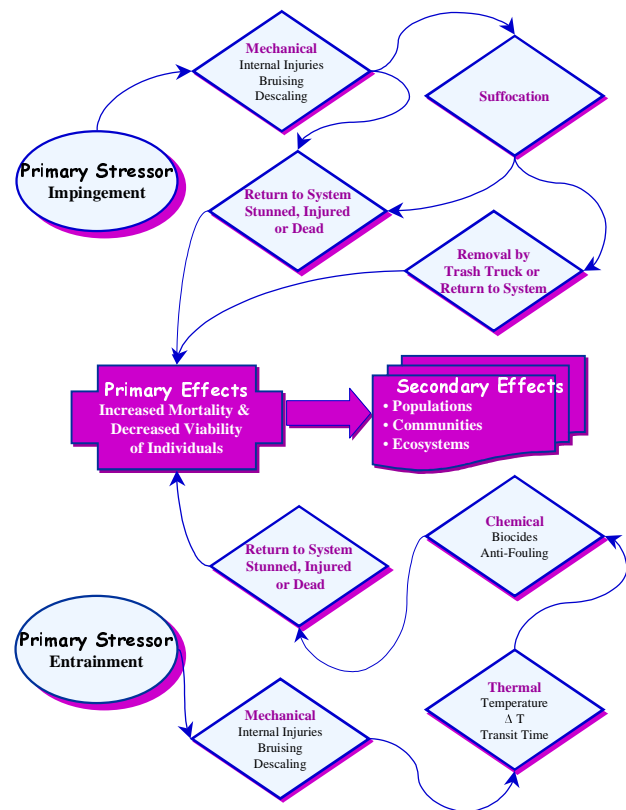 Mechanical
Internal Injuries
Bruising
Descaling
Suffocation
Primary Stressor
Impingement
Return to System
Stunned, Injured
or Dead
Removal by
Trash Truck or
Return to System
Primary Effects
Increased Mortality &
Decreased Viability
of Individuals
Secondary Effects
• Populations
• Communities
• Ecosystems
Chemical
Biocides
Anti-Fouling
Return to System
Stunned, Injured
or Dead
Primary Stressor
Entrainment
Mechanical
Internal Injuries
Bruising
Descaling
Thermal
Temperature
Δ T
Transit Time